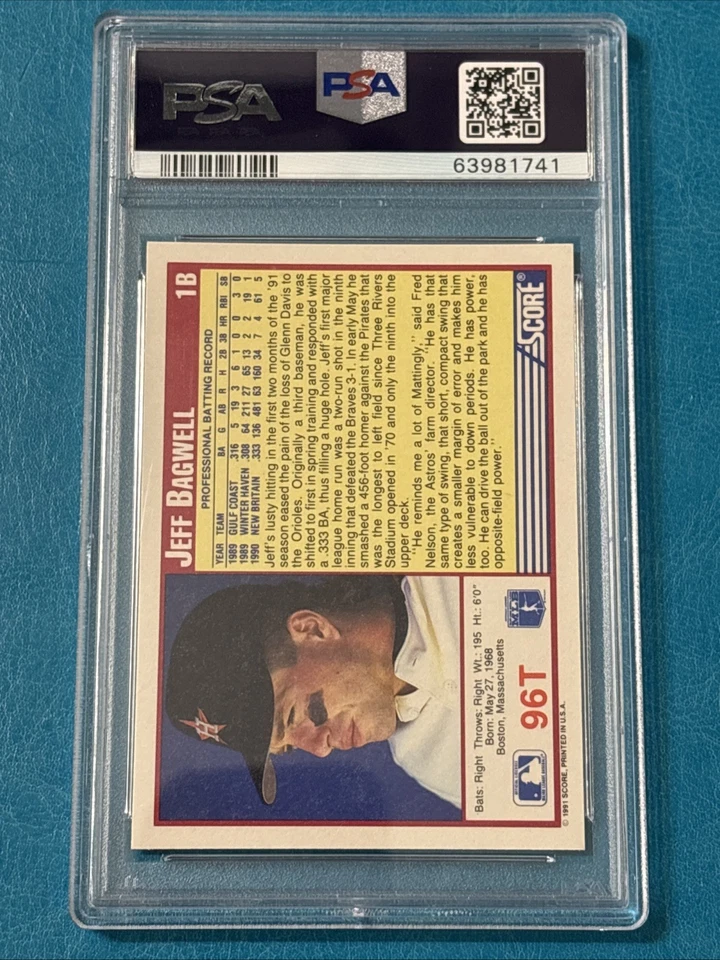 PSA
PSA
63981741
JEFF BAGWELL 1B
PROFESSIONAL BATTING RECORD
YEAR TEAM BA G AB R H 2B 3B HR RBI SB
1989 GULF COAST .316 5 19 3 6 1 0 0 3 0
1989 WINTER HAVEN .308 64 211 27 65 13 2 2 19 1
1990 NEW BRITAIN .333 136 481 63 160 34 7 4 61 5
Jeff's lusty hitting in the first two months of the '91
season eased the pain of the loss of Glenn Davis to
the Orioles. Originally a third baseman, he was
shifted to first in spring training and responded with
a .333 BA, thus filling a huge hole. Jeff's first major
league home run was a two-run shot in the ninth
inning that defeated the Braves 3-1. In early May he
smashed a 456-foot homer against the Pirates that
was the longest to left field since Three Rivers
Stadium opened in '70 and only the ninth into the
upper deck.
"He reminds me a lot of Mattingly," said Fred
Nelson, the Astros' farm director. "He has that
same type of swing, that short, compact swing that
creates a smaller margin of error and makes him
less vulnerable to down periods. He has power,
too. He can drive the ball out of the park and he has
opposite-field power."
SCORE®
H
Bats: Right Throws: Right Wt.: 195 Ht.: 6'0"
Born: May 27, 1968
Boston, Massachusetts
96T
© 1991 SCORE, PRINTED IN U.S.A.